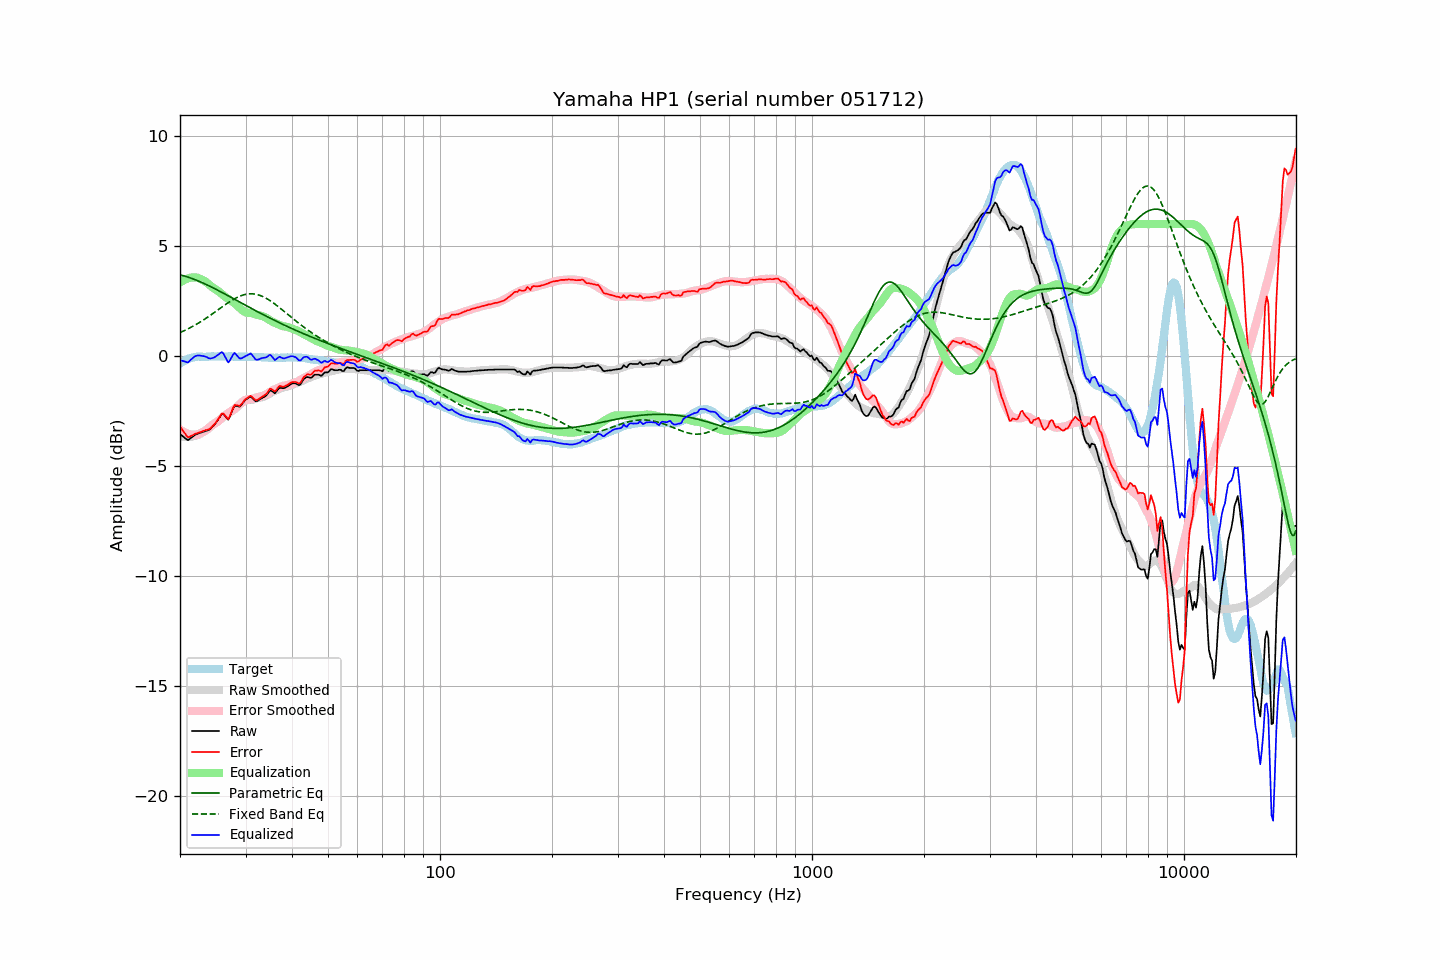 Yamaha HP1 (serial number 051712)
Amplitude (dBr)
10
5
0
−5
−10
−15
−20
Target
Raw Smoothed
Error Smoothed
Raw
Error
Equalization
Parametric Eq
Fixed Band Eq
Equalized
100 1000 10000
Frequency (Hz)